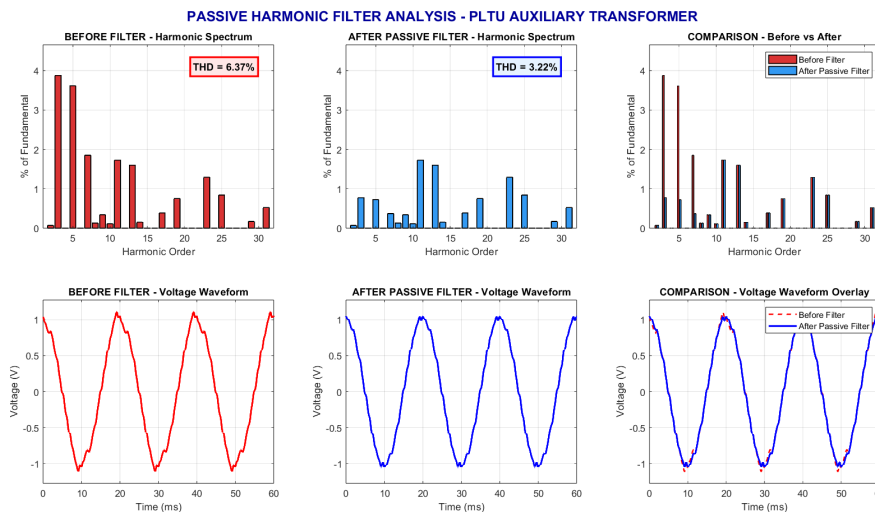 PASSIVE HARMONIC FILTER ANALYSIS - PLTU AUXILIARY TRANSFORMER
BEFORE FILTER - Harmonic Spectrum
THD = 6.37%
% of Fundamental
0
1
2
3
4
5
10
15
20
25
30
Harmonic Order
AFTER PASSIVE FILTER - Harmonic Spectrum
THD = 3.22%
% of Fundamental
0
1
2
3
4
5
10
15
20
25
30
Harmonic Order
COMPARISON - Before vs After
Before Filter
After Passive Filter
% of Fundamental
0
1
2
3
4
5
10
15
20
25
30
Harmonic Order
BEFORE FILTER - Voltage Waveform
Voltage (V)
1
0.5
0
-0.5
-1
0
10
20
30
40
50
60
Time (ms)
AFTER PASSIVE FILTER - Voltage Waveform
Voltage (V)
1
0.5
0
-0.5
-1
0
10
20
30
40
50
60
Time (ms)
COMPARISON - Voltage Waveform Overlay
Before Filter
After Passive Filter
Voltage (V)
1
0.5
0
-0.5
-1
0
10
20
30
40
50
60
Time (ms)